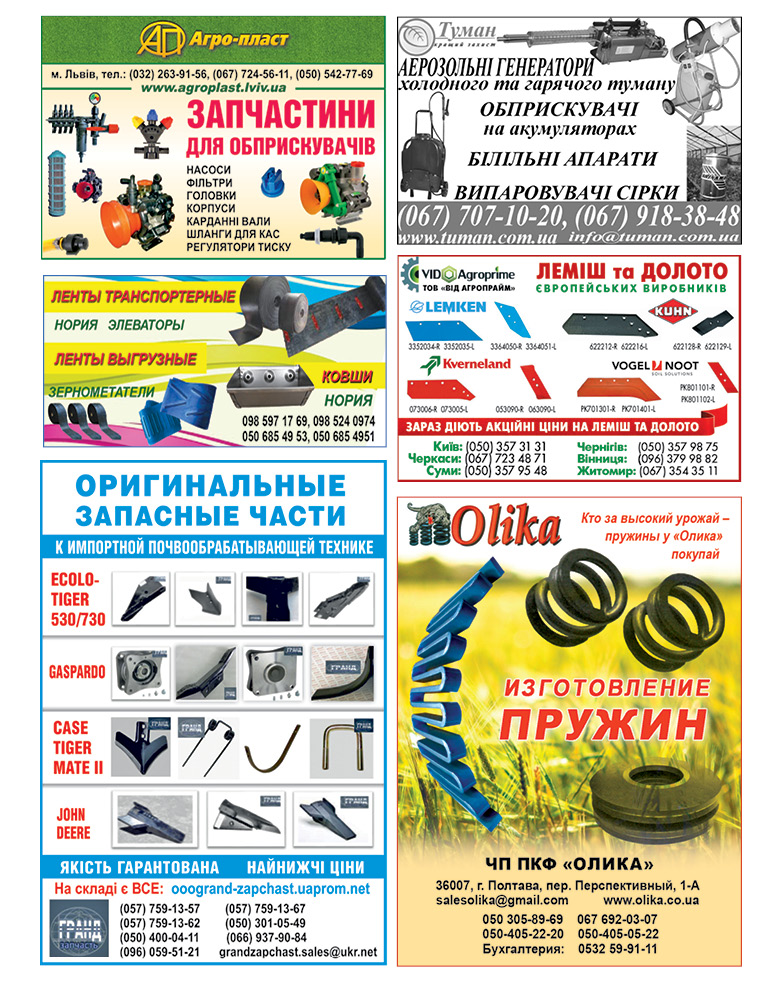 АП Агро-пласт
м. Львів, тел.: (032) 263-91-56, (067) 724-56-11, (050) 542-77-69
www.agroplast.lviv.ua
ЗАПЧАСТИНИ
ДЛЯ ОБПРИСКУВАЧІВ
НАСОСИ
ФІЛЬТРИ
ГОЛОВКИ
КОРПУСИ
КАРДАННІ ВАЛИ
ШЛАНГИ ДЛЯ КАС
РЕГУЛЯТОРИ ТИСКУ
Туман
кращий захист
АЕРОЗОЛЬНІ ГЕНЕРАТОРИ
холодного та гарячого туману
ОБПРИСКУВАЧІ
на акумуляторах
БІЛІЛЬНІ АПАРАТИ
ВИПАРОВУВАЧІ СІРКИ
(067) 707-10-20, (067) 918-38-48
www.tuman.com.ua info@tuman.com.ua
ЛЕНТЫ ТРАНСПОРТЕРНЫЕ
НОРИЯ ЭЛЕВАТОРЫ
ЛЕНТЫ ВЫГРУЗНЫЕ
ЗЕРНОМЕТАТЕЛИ
КОВШИ
НОРИЯ
098 597 17 69, 098 524 0974
050 685 49 53, 050 685 4951
VIDAgroprime
ТОВ «ВІД АГРОПРАЙМ»
ЛЕМІШ та ДОЛОТО
ЄВРОПЕЙСЬКИХ ВИРОБНИКІВ
LEMKEN
KUHN
3352034-R 3352035-L 3364050-R 3364051-L 622212-R 622216-L 622128-R 622129-L
Kverneland
VOGEL NOOT
SOIL SOLUTIONS
073006-R 073005-L 053090-R 063090-L PK701301-R PK701401-L
PK801101-R
PK801102-L
ЗАРАЗ ДІЮТЬ АКЦІЙНІ ЦІНИ НА ЛЕМІШ ТА ДОЛОТО
Київ: (050) 357 31 31 Чернігів: (050) 357 98 75
Черкаси: (067) 723 48 71 Вінниця: (096) 379 98 82
Суми: (050) 357 95 48 Житомир: (067) 354 35 11
ОРИГИНАЛЬНЫЕ
ЗАПАСНЫЕ ЧАСТИ
К ИМПОРТНОЙ ПОЧВООБРАБАТЫВАЮЩЕЙ ТЕХНИКЕ
ECOLO-
TIGER
530/730
GASPARDO
CASE
TIGER
MATE II
JOHN
DEERE
ЯКІСТЬ ГАРАНТОВАНА НАЙНИЖЧІ ЦІНИ
На складі є ВСЕ: ooogrand-zapchast.uaprom.net
ГРАНД
запчасть
(057) 759-13-57 (057) 759-13-67
(057) 759-13-62 (050) 301-05-49
(050) 400-04-11 (066) 937-90-84
(096) 059-51-21 grandzapchast.sales@ukr.net
Olika
Кто за высокий урожай –
пружины у «Олика»
покупай
ИЗГОТОВЛЕНИЕ
ПРУЖИН
ЧП ПКФ «ОЛИКА»
36007, г. Полтава, пер. Перспективный, 1-А
salesolika@gmail.com www.olika.co.ua
050 305-89-69 067 692-03-07
050-405-22-20 050-405-05-22
Бухгалтерия: 0532 59-91-11